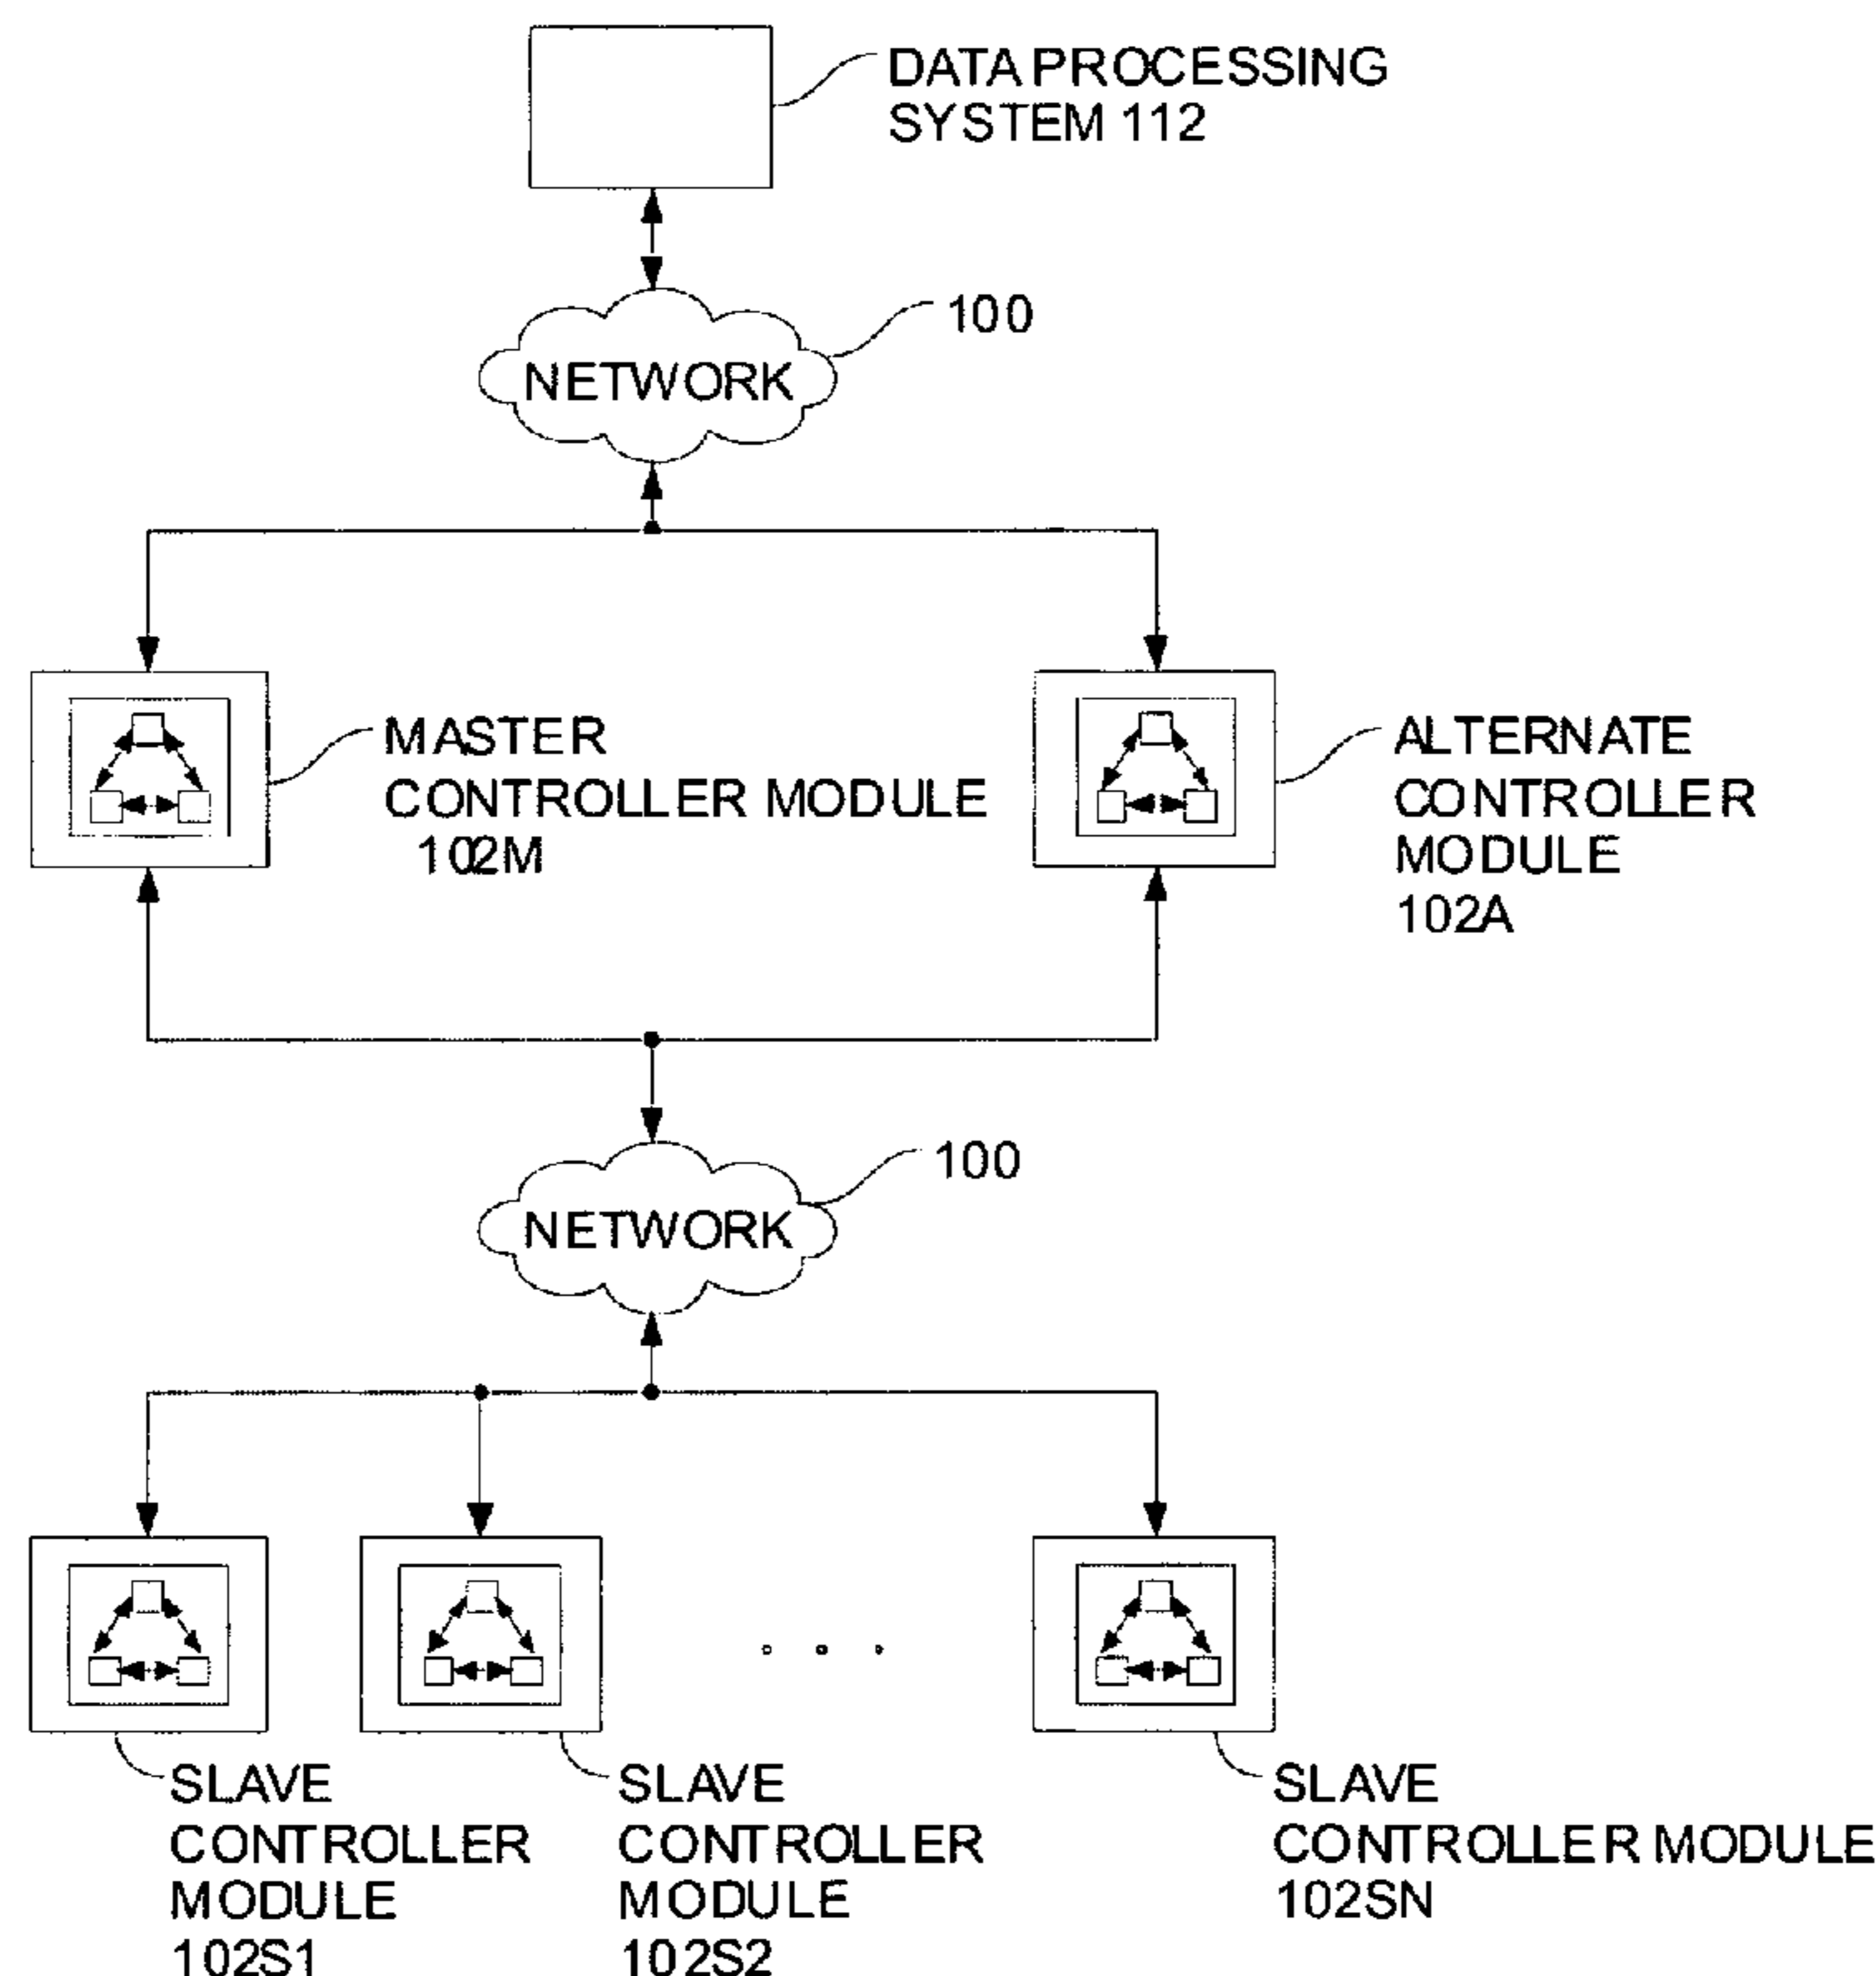 DATA PROCESSING
SYSTEM 112
100
NETWORK
MASTER
CONTROLLER MODULE
102M
ALTERNATE
CONTROLLER
MODULE
102A
100
NETWORK
SLAVE
CONTROLLER
MODULE
102S1
SLAVE
CONTROLLER
MODULE
102S2
SLAVE
CONTROLLER MODULE
102SN